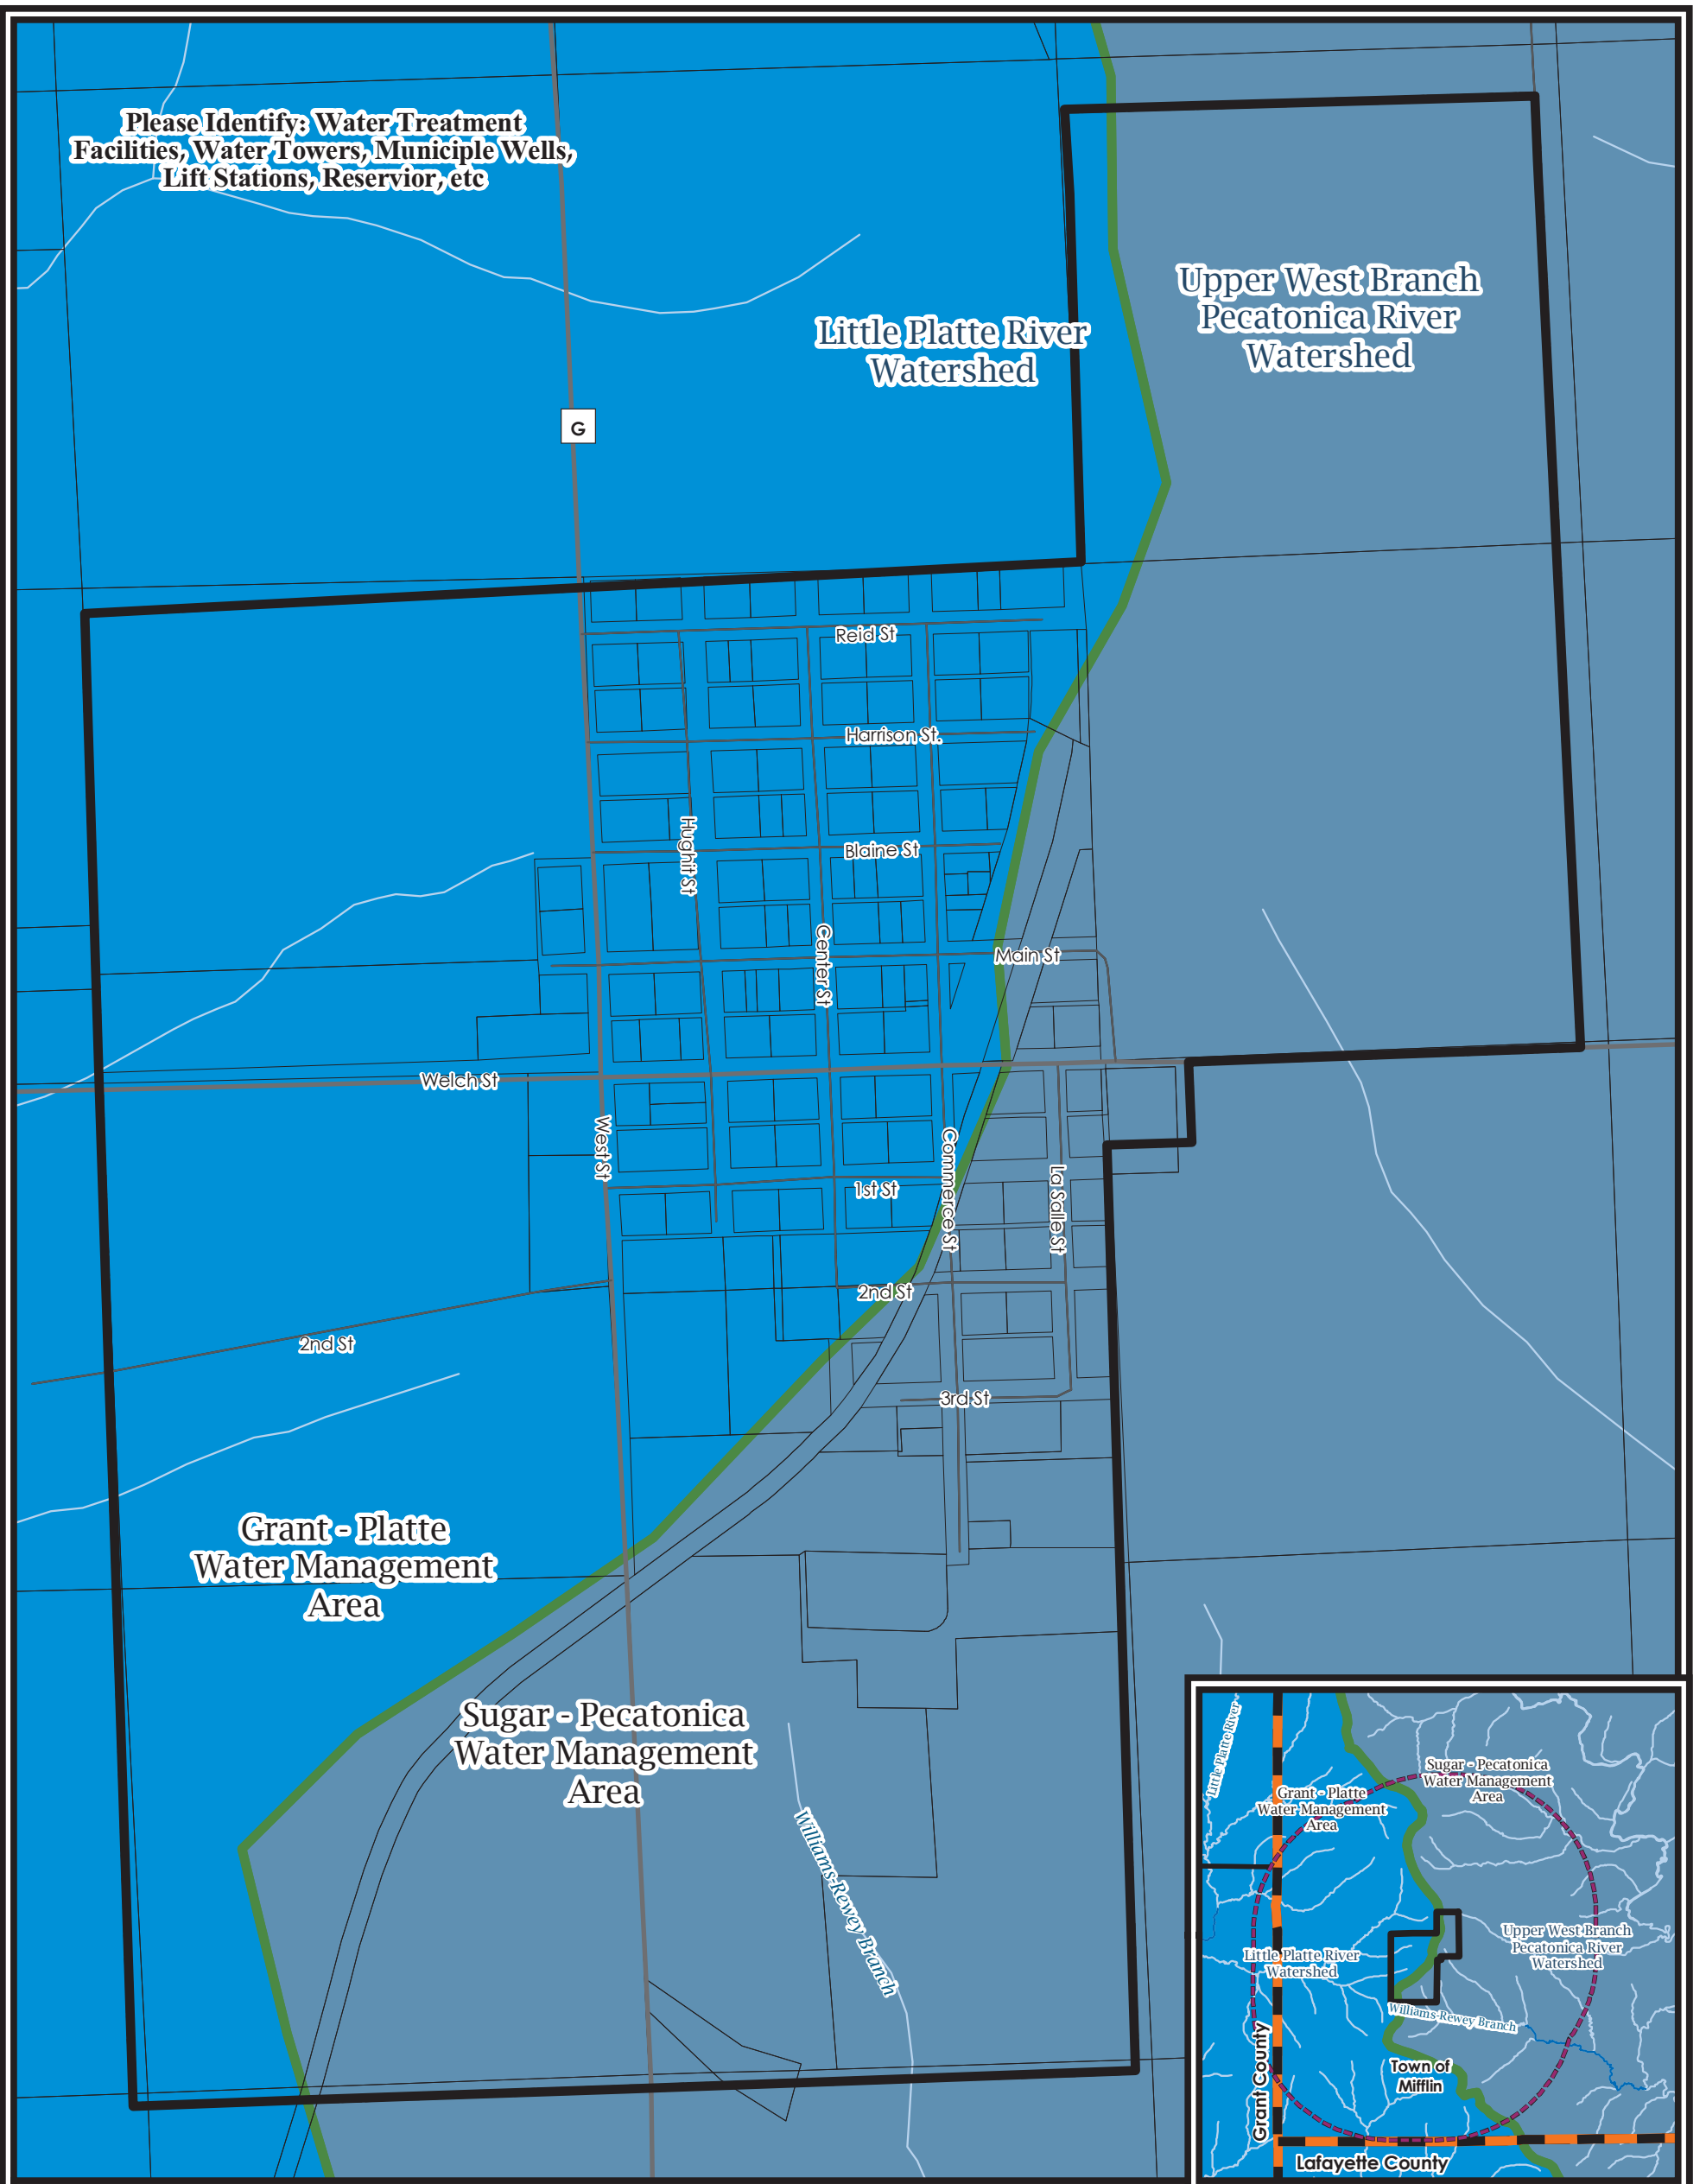 Please Identify: Water Treatment
Facilities, Water Towers, Municiple Wells,
Lift Stations, Reservior, etc
Upper West Branch
Pecatonica River
Watershed
Little Platte River
Watershed
G
Reid St
Harrison St.
Hughit St
Blaine St
Center St
Main St
Welch St
West St
Commerce St
La Salle St
1st St
2nd St
2nd St
3rd St
Grant - Platte
Water Management
Area
Sugar - Pecatonica
Water Management
Area
Williams-Rewey Branch
Little Platte River
Sugar - Pecatonica
Water Management
Area
Grant - Platte
Water Management
Area
Upper West Branch
Pecatonica River
Watershed
Little Platte River
Watershed
Williams-Rewey Branch
Grant County
Town of
Mifflin
Lafayette County